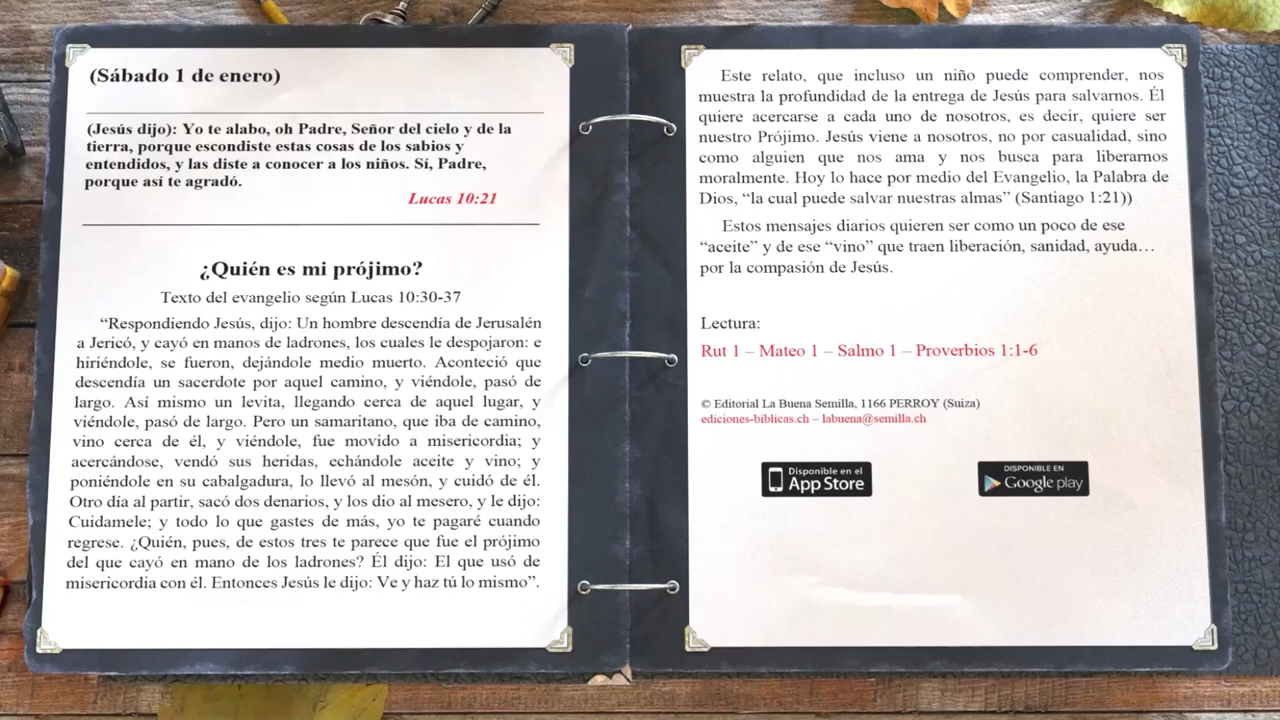 (Sábado 1 de enero)
(Jesús dijo): Yo te alabo, oh Padre, Señor del cielo y de la
tierra, porque escondiste estas cosas de los sabios y
entendidos, y las diste a conocer a los niños. Sí, Padre,
porque así te agradó.
Lucas 10:21
¿Quién es mi prójimo?
Texto del evangelio según Lucas 10:30-37
“Respondiendo Jesús, dijo: Un hombre descendía de Jerusalén
a Jericó, y cayó en manos de ladrones, los cuales le despojaron: e
hiriéndole, se fueron, dejándole medio muerto. Aconteció que
descendía un sacerdote por aquel camino, y viéndole, pasó de
largo. Así mismo un levita, llegando cerca de aquel lugar, y
viéndole, pasó de largo. Pero un samaritano, que iba de camino,
vino cerca de él, y viéndole, fue movido a misericordia; y
acercándose, vendó sus heridas, echándole aceite y vino; y
poniéndole en su cabalgadura, lo llevó al mesón, y cuidó de él.
Otro día al partir, sacó dos denarios, y los dio al mesero, y le dijo:
Cuidamele; y todo lo que gastes de más, yo te pagaré cuando
regrese. ¿Quién, pues, de estos tres te parece que fue el prójimo
del que cayó en mano de los ladrones? Él dijo: El que usó de
misericordia con él. Entonces Jesús le dijo: Ve y haz tú lo mismo”.
Este relato, que incluso un niño puede comprender, nos
muestra la profundidad de la entrega de Jesús para salvarnos. Él
quiere acercarse a cada uno de nosotros, es decir, quiere ser
nuestro Prójimo. Jesús viene a nosotros, no por casualidad, sino
como alguien que nos ama y nos busca para liberarnos
moralmente. Hoy lo hace por medio del Evangelio, la Palabra de
Dios, “la cual puede salvar nuestras almas” (Santiago 1:21))
Estos mensajes diarios quieren ser como un poco de ese
“aceite” y de ese “vino” que traen liberación, sanidad, ayuda…
por la compasión de Jesús.
Lectura:
Rut 1 – Mateo 1 – Salmo 1 – Proverbios 1:1-6
© Editorial La Buena Semilla, 1166 PERROY (Suiza)
ediciones-biblicas.ch – labuena@semilla.ch
Disponible en el
App Store
DISPONIBLE EN
Google play